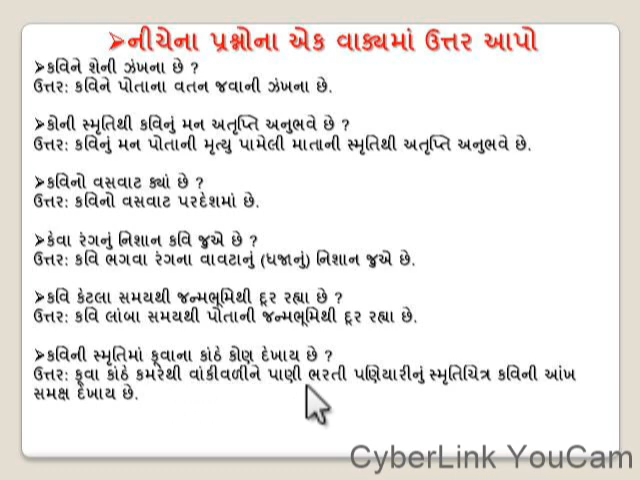 ➢નીચેના પ્રશ્નોના એક વાક્યમાં ઉત્તર આપો
➢કવિને શેની ઝંખના છે ?
ઉત્તર: કવિને પોતાના વતન જવાની ઝંખના છે.
➢કોની સ્મૃતિથી કવિનું મન અતૃપ્તિ અનુભવે છે ?
ઉત્તર: કવિનું મન પોતાની મૃત્યુ પામેલી માતાની સ્મૃતિથી અતૃપ્તિ અનુભવે છે.
➢કવિનો વસવાટ ક્યાં છે ?
ઉત્તર: કવિનો વસવાટ પરદેશમાં છે.
➢કેવા રંગનું નિશાન કવિ જુએ છે ?
ઉત્તર: કવિ ભગવા રંગના વાવટાનું (ધજાનું) નિશાન જુએ છે.
➢કવિ કેટલા સમયથી જન્મભૂમિથી દૂર રહ્યા છે ?
ઉત્તર: કવિ લાંબા સમયથી પોતાની જન્મભૂમિથી દૂર રહ્યા છે.
➢કવિની સ્મૃતિમાં કૂવાના કાંઠે કોણ દેખાય છે ?
ઉત્તર: કૂવા કાંઠે કમરેથી વાંકીવળીને પાણી ભરતી પણિયારીનું સ્મૃતિચિત્ર કવિની આંખ
સમક્ષ દેખાય છે.
CyberLink YouCam